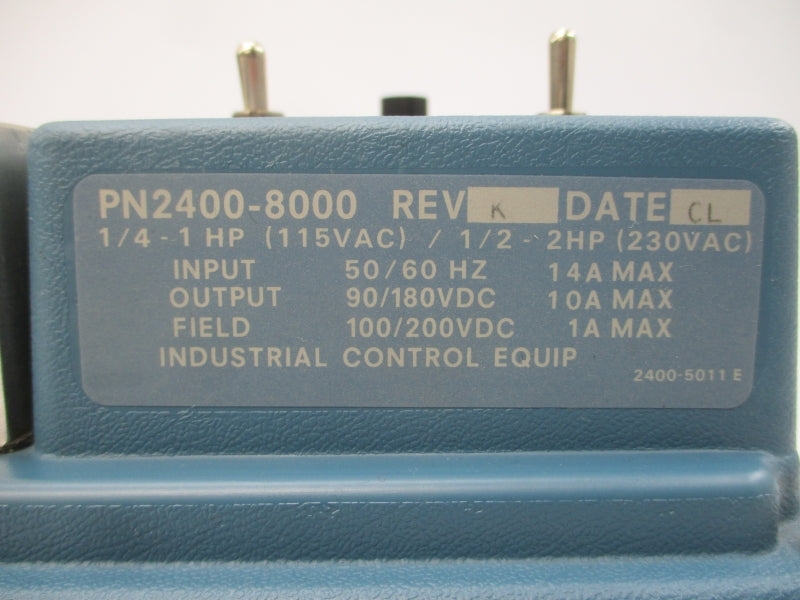 PN2400-8000 REV K DATE CL
1/4-1 HP (115VAC) / 1/2-2HP (230VAC)
INPUT 50/60 HZ 14A MAX
OUTPUT 90/180VDC 10A MAX
FIELD 100/200VDC 1A MAX
INDUSTRIAL CONTROL EQUIP
2400-5011 E